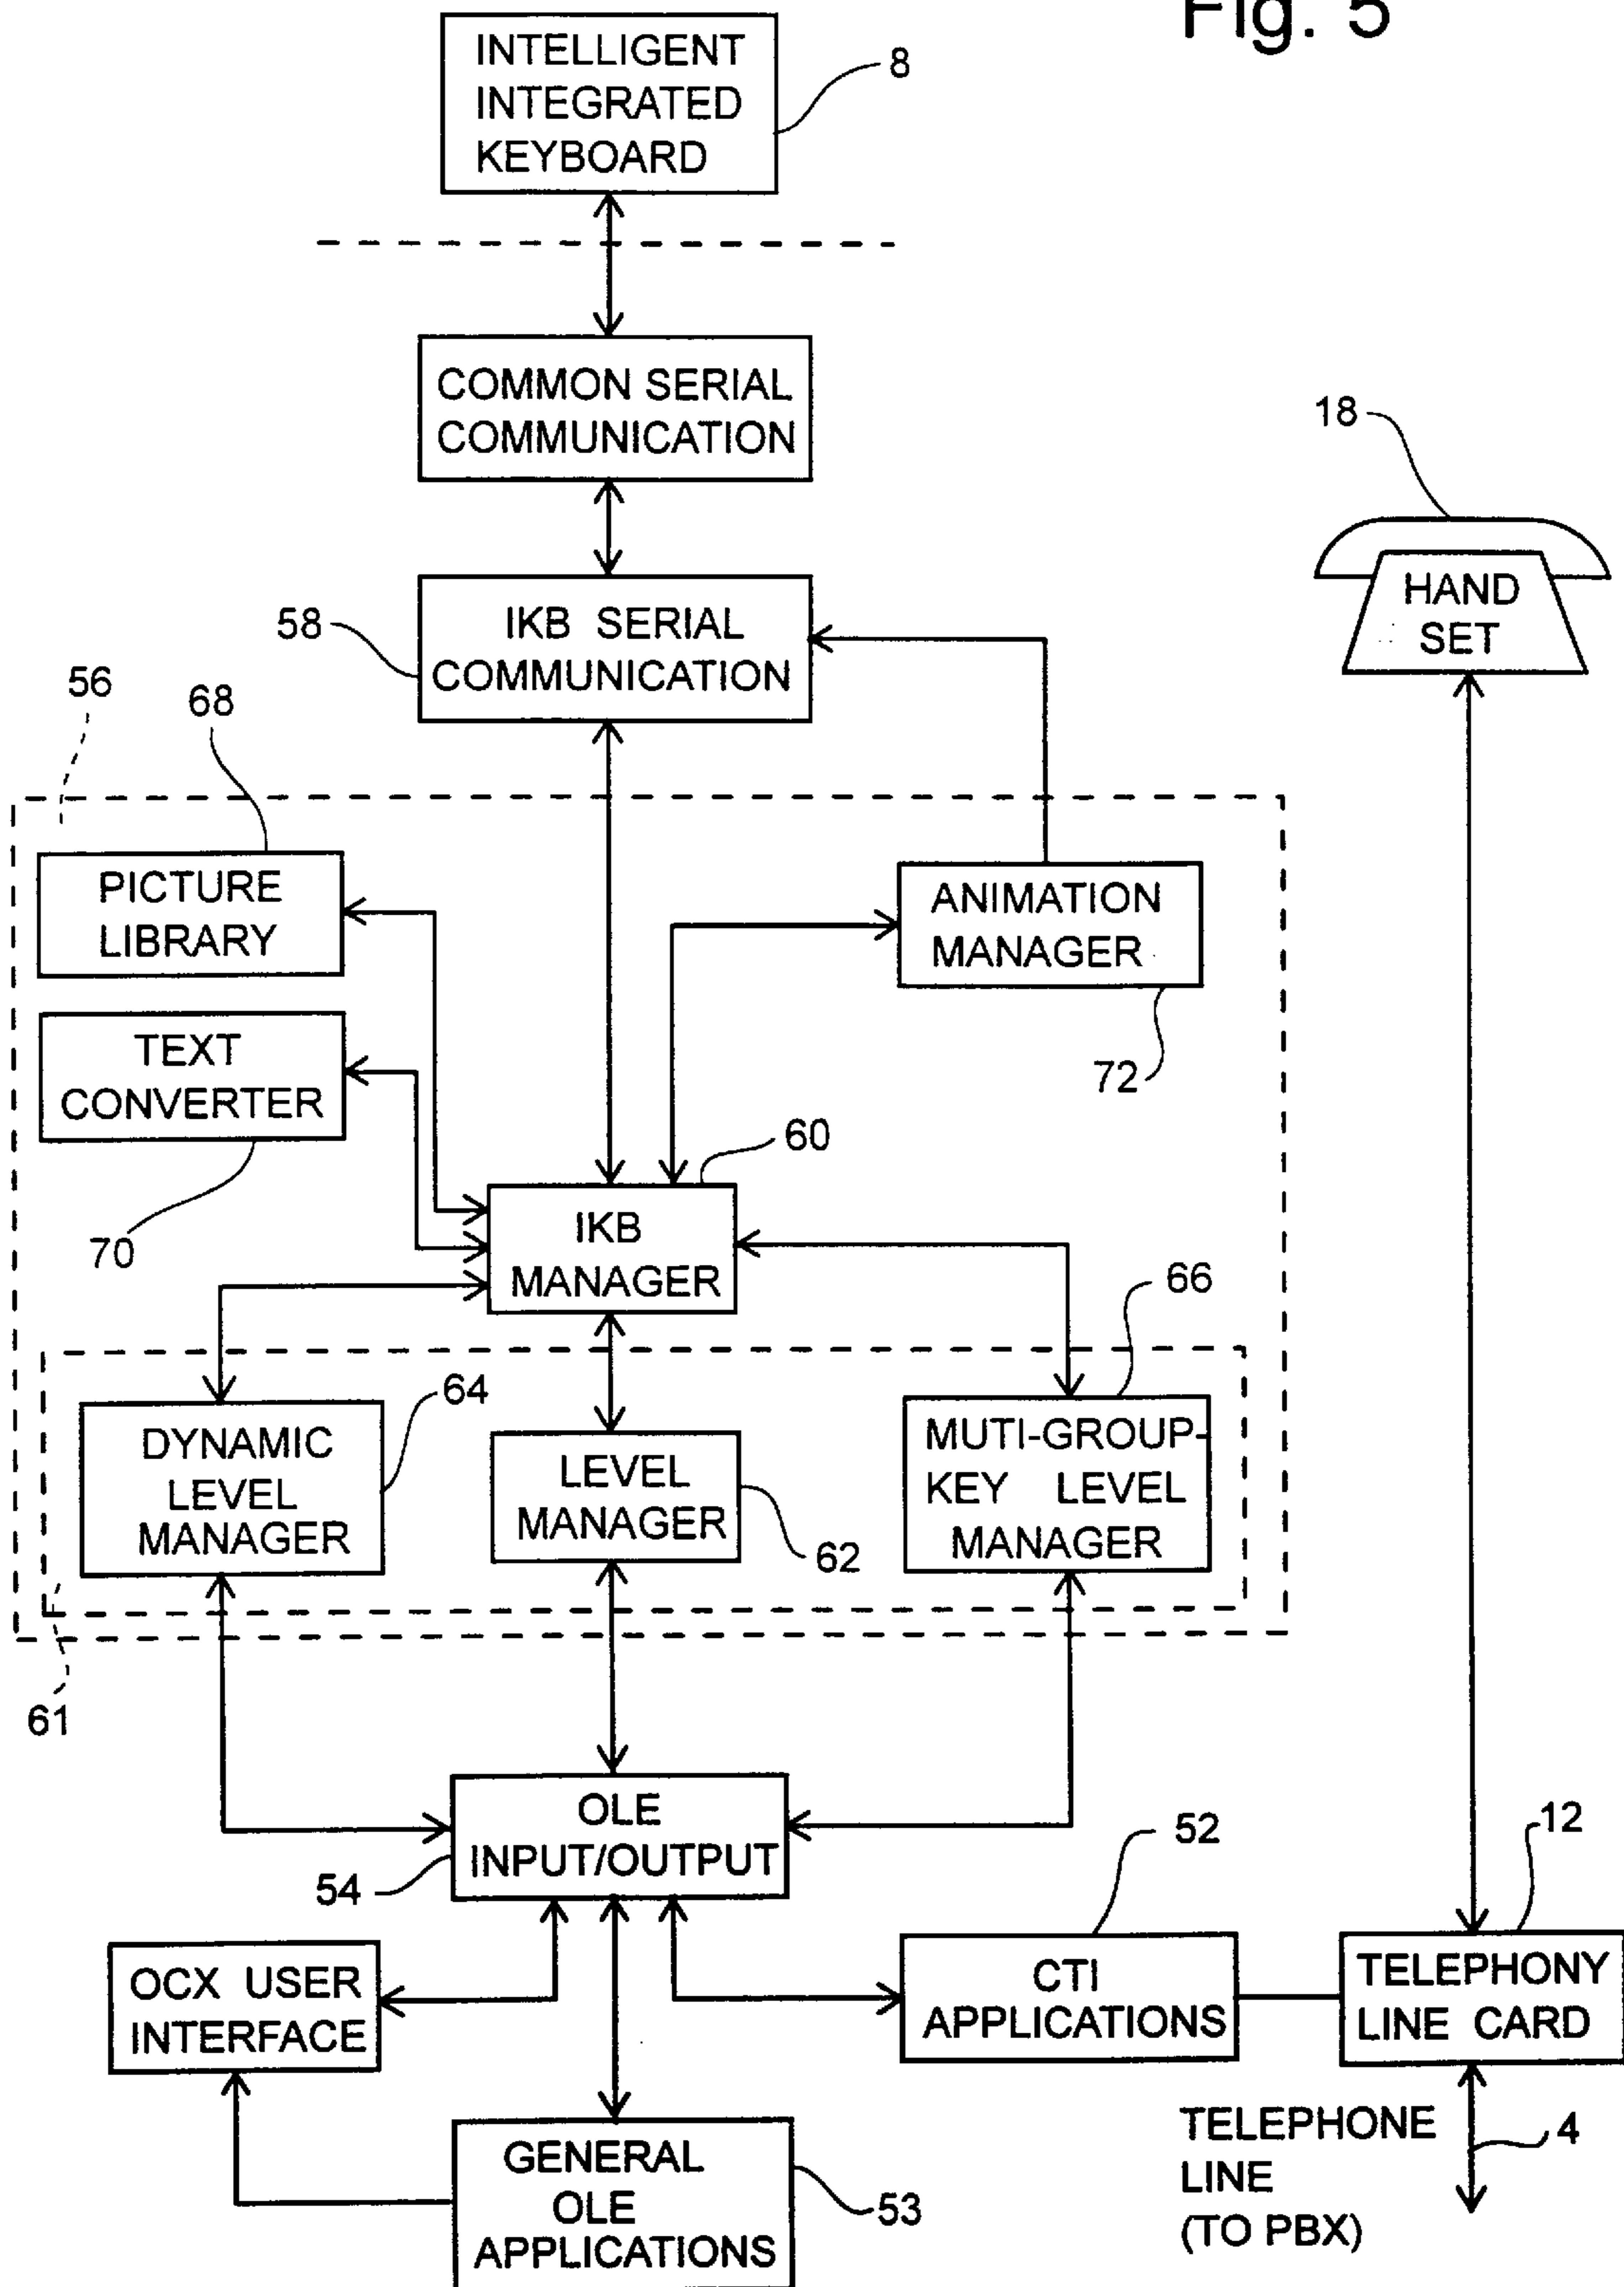 Fig. 5
INTELLIGENT
INTEGRATED
KEYBOARD
8
COMMON SERIAL
COMMUNICATION
18
HAND
SET
58
IKB SERIAL
COMMUNICATION
56
68
PICTURE
LIBRARY
ANIMATION
MANAGER
72
TEXT
CONVERTER
70
60
IKB
MANAGER
66
64
DYNAMIC
LEVEL
MANAGER
LEVEL
MANAGER
62
MUTI-GROUP-
KEY LEVEL
MANAGER
61
OLE
INPUT/OUTPUT
54
52
12
OCX USER
INTERFACE
CTI
APPLICATIONS
TELEPHONY
LINE CARD
GENERAL
OLE
APPLICATIONS
53
TELEPHONE
LINE
(TO PBX)
4